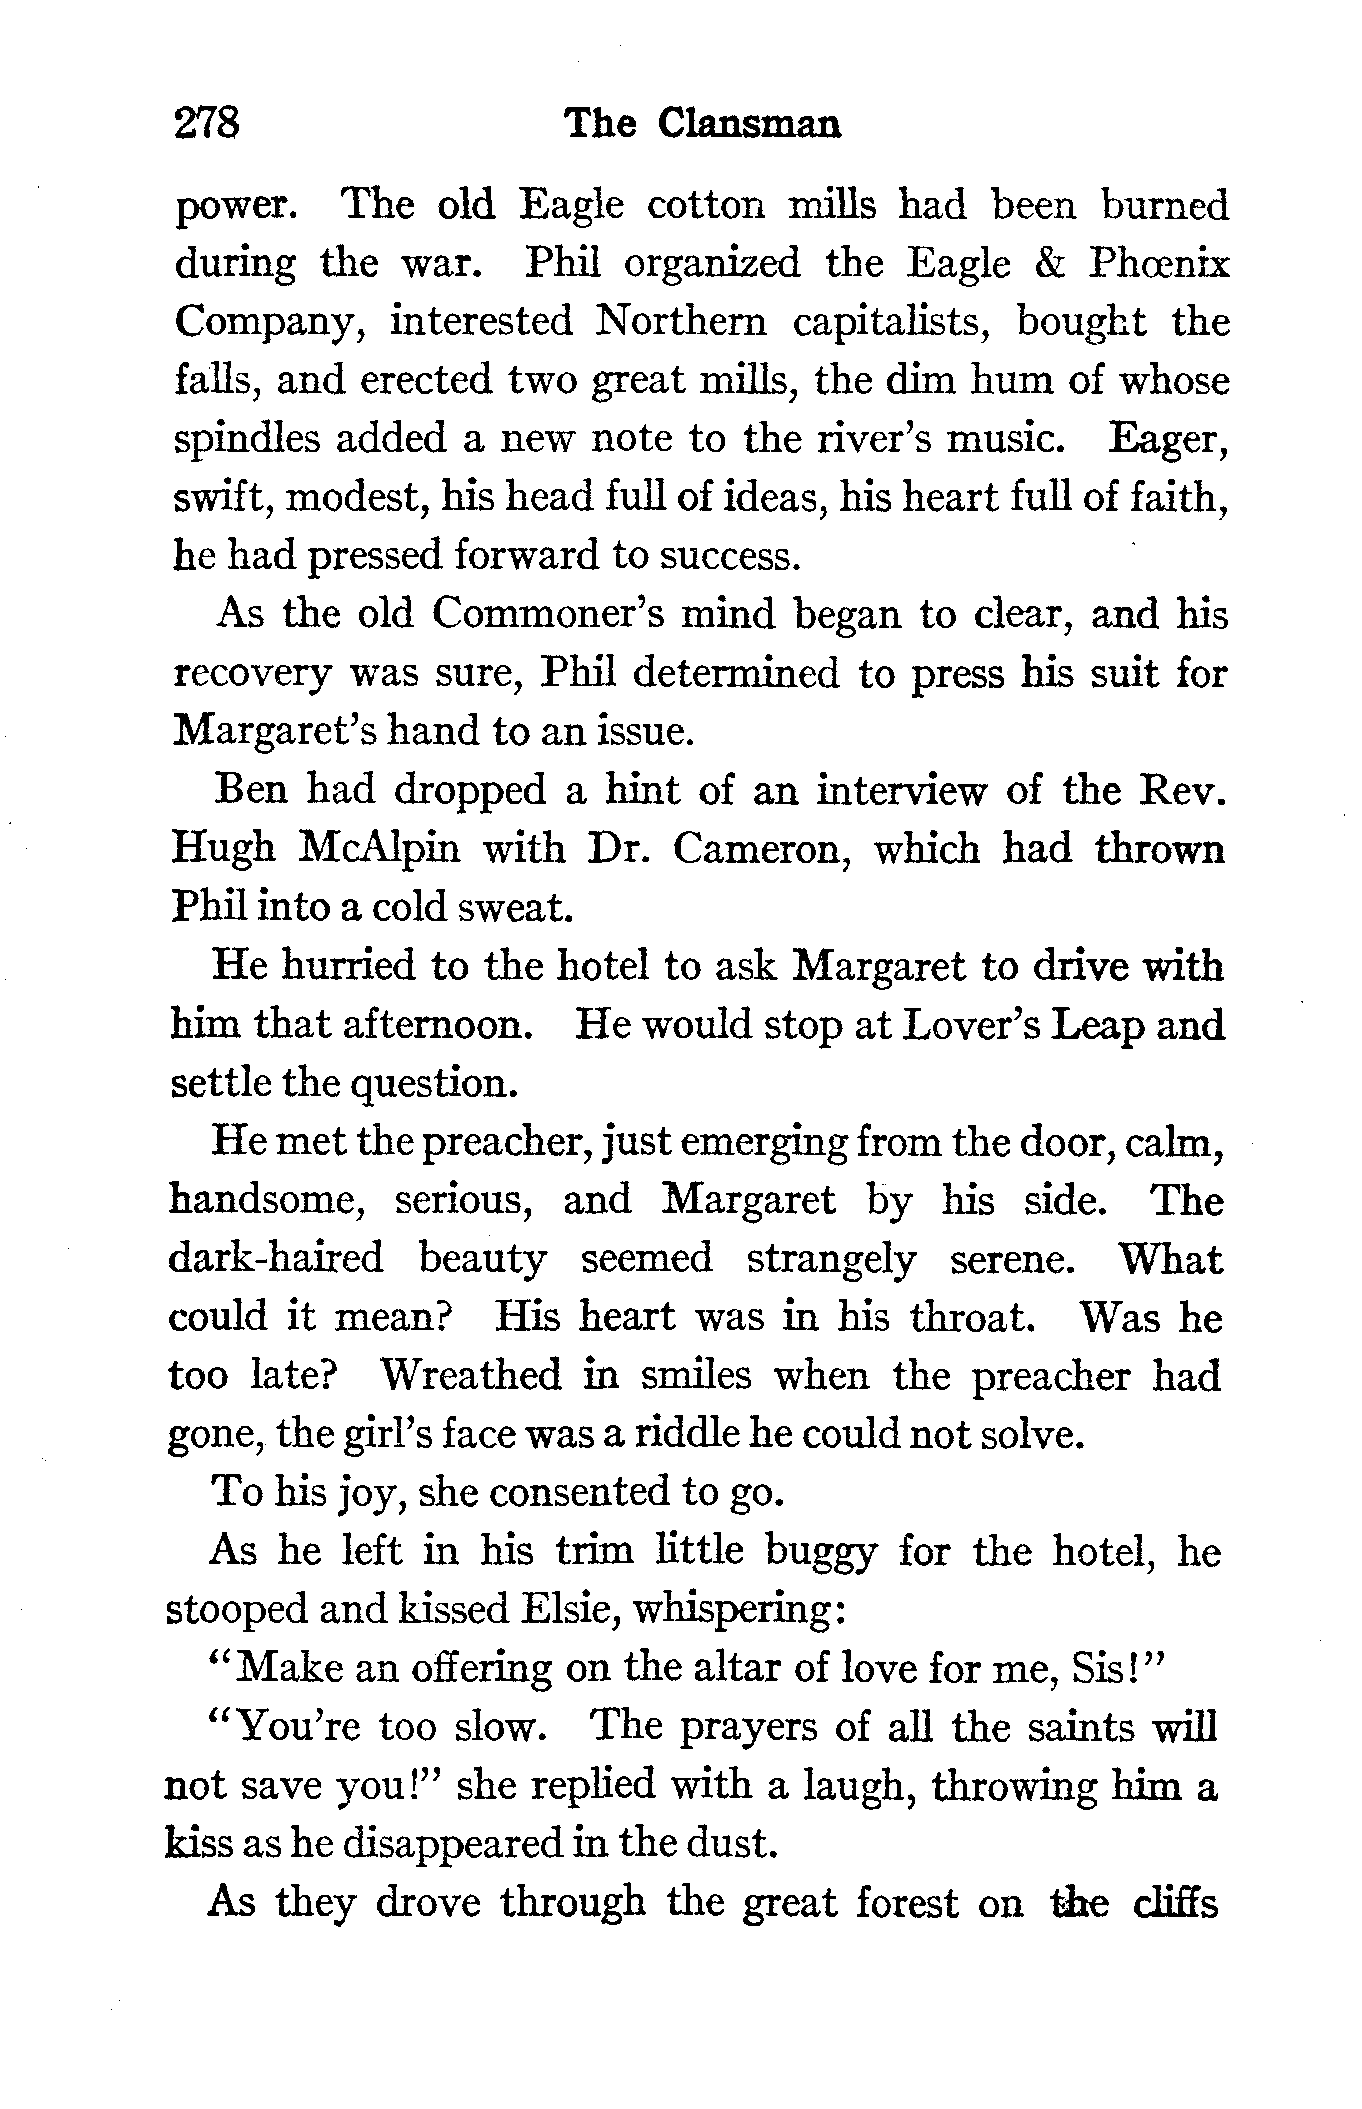 278 The Clansman
power. The old Eagle cotton mills had been burned
during the war. Phil organized the Eagle & Phœnix
Company, interested Northern capitalists, bought the
falls, and erected two great mills, the dim hum of whose
spindles added a new note to the river's music. Eager,
swift, modest, his head full of ideas, his heart full of faith,
he had pressed forward to success.
As the old Commoner's mind began to clear, and his
recovery was sure, Phil determined to press his suit for
Margaret's hand to an issue.
Ben had dropped a hint of an interview of the Rev.
Hugh McAlpin with Dr. Cameron, which had thrown
Phil into a cold sweat.
He hurried to the hotel to ask Margaret to drive with
him that afternoon. He would stop at Lover's Leap and
settle the question.
He met the preacher, just emerging from the door, calm,
handsome, serious, and Margaret by his side. The
dark-haired beauty seemed strangely serene. What
could it mean? His heart was in his throat. Was he
too late? Wreathed in smiles when the preacher had
gone, the girl's face was a riddle he could not solve.
To his joy, she consented to go.
As he left in his trim little buggy for the hotel, he
stooped and kissed Elsie, whispering:
"Make an offering on the altar of love for me, Sis!"
"You're too slow. The prayers of all the saints will
not save you!" she replied with a laugh, throwing him a
kiss as he disappeared in the dust.
As they drove through the great forest on the cliffs